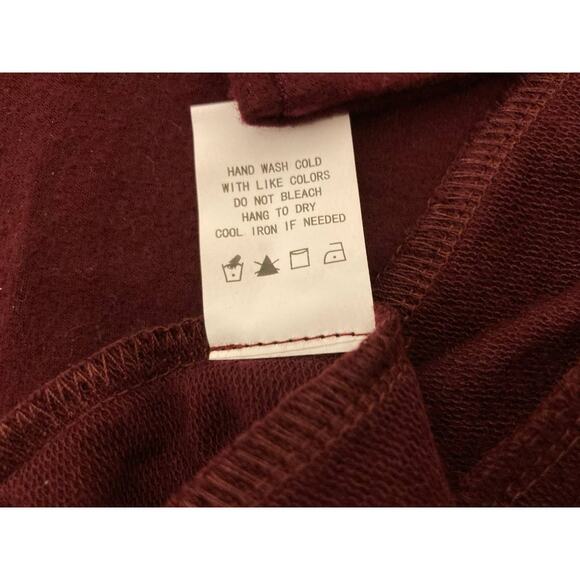 HAND WASH COLD
WITH LIKE COLORS
DO NOT BLEACH
HANG TO DRY
COOL IRON IF NEEDED